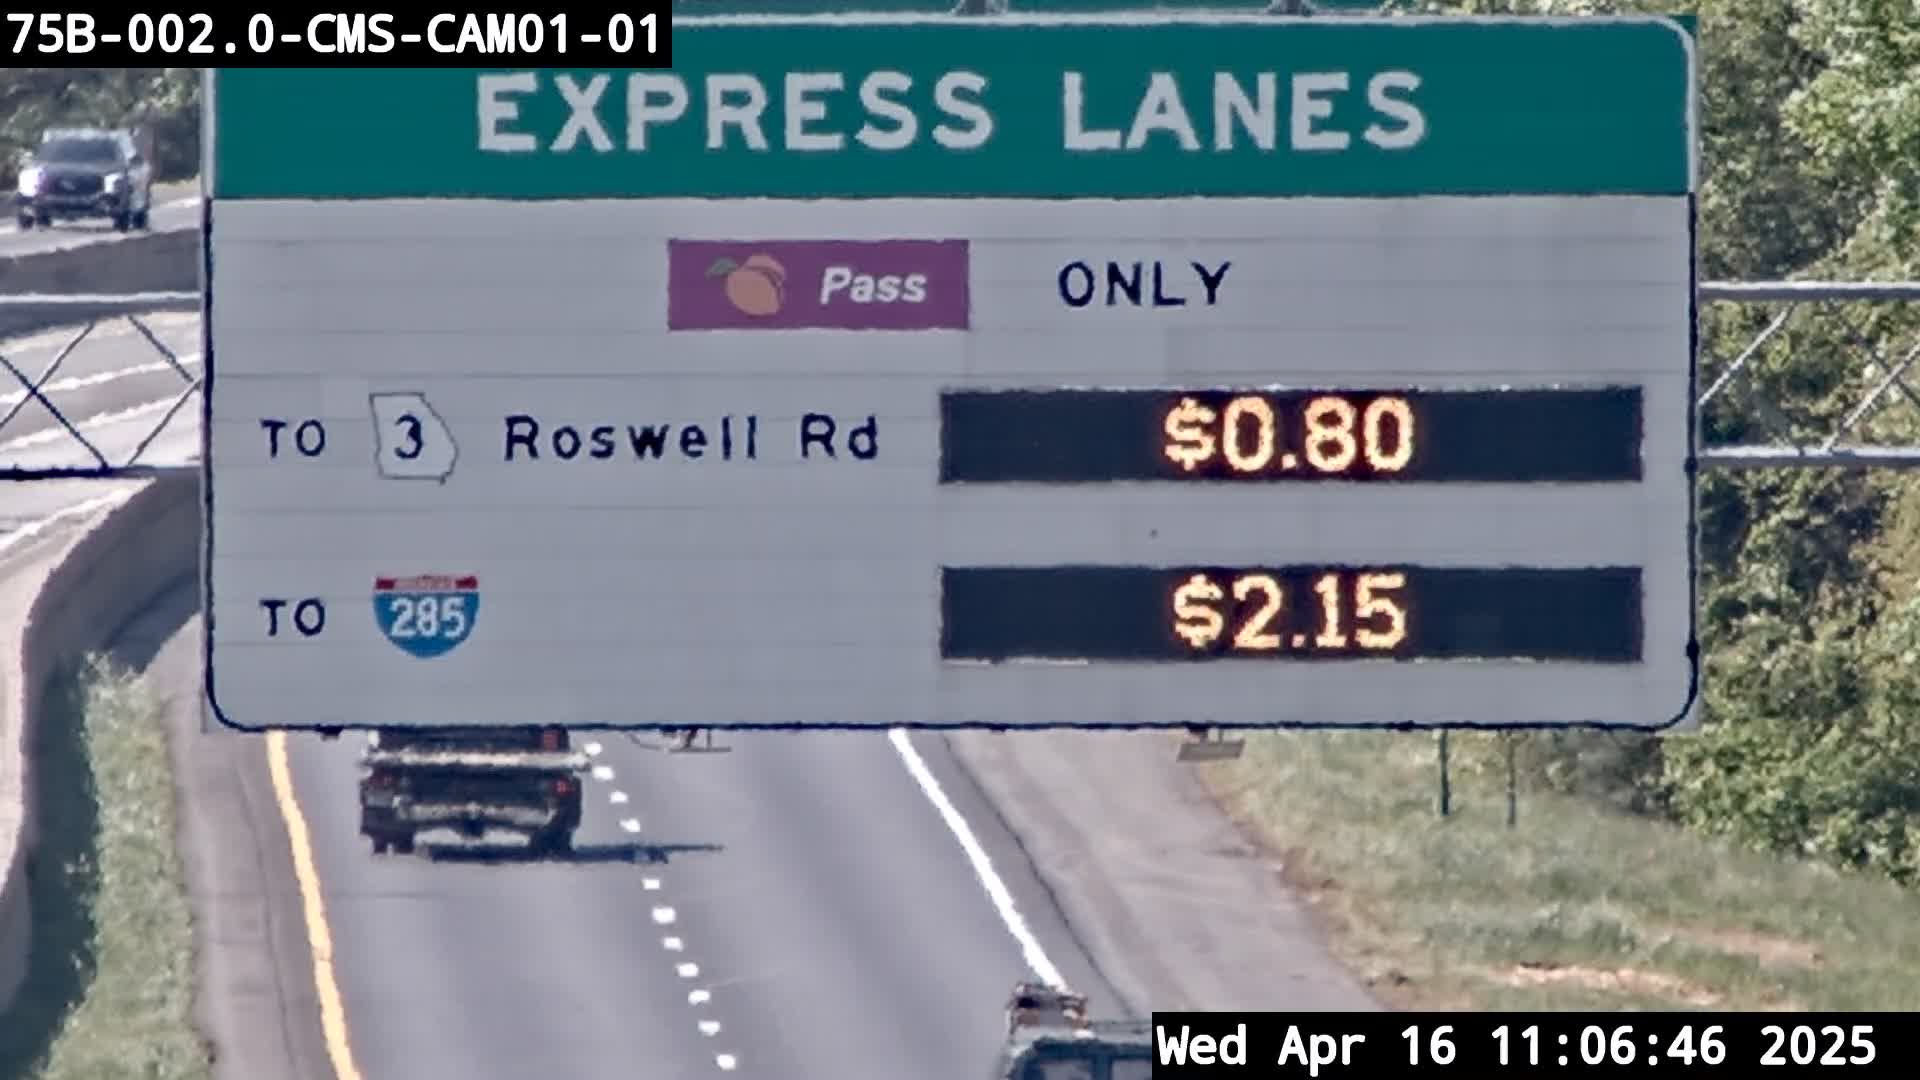 75B-002.0-CMS-CAM01-01
EXPRESS LANES
Pass ONLY
TO 3 Roswell Rd $0.80
TO 285 $2.15
Wed Apr 16 11:06:46 2025